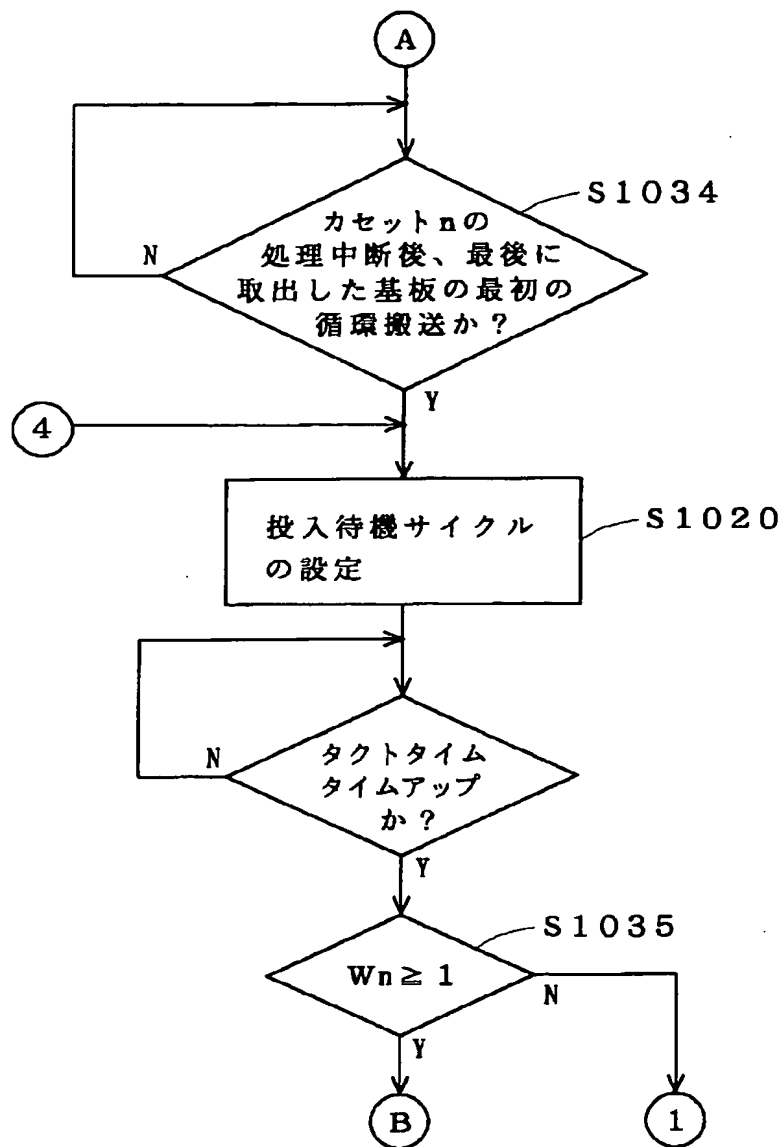 A
S1034
カセットnの
処理中断後、最後に
取出した基板の最初の
循環搬送か？
N
Y
4
投入待機サイクル
の設定
S1020
N
タクトタイム
タイムアップ
か？
Y
S1035
Wn≧1
N
Y
B
1